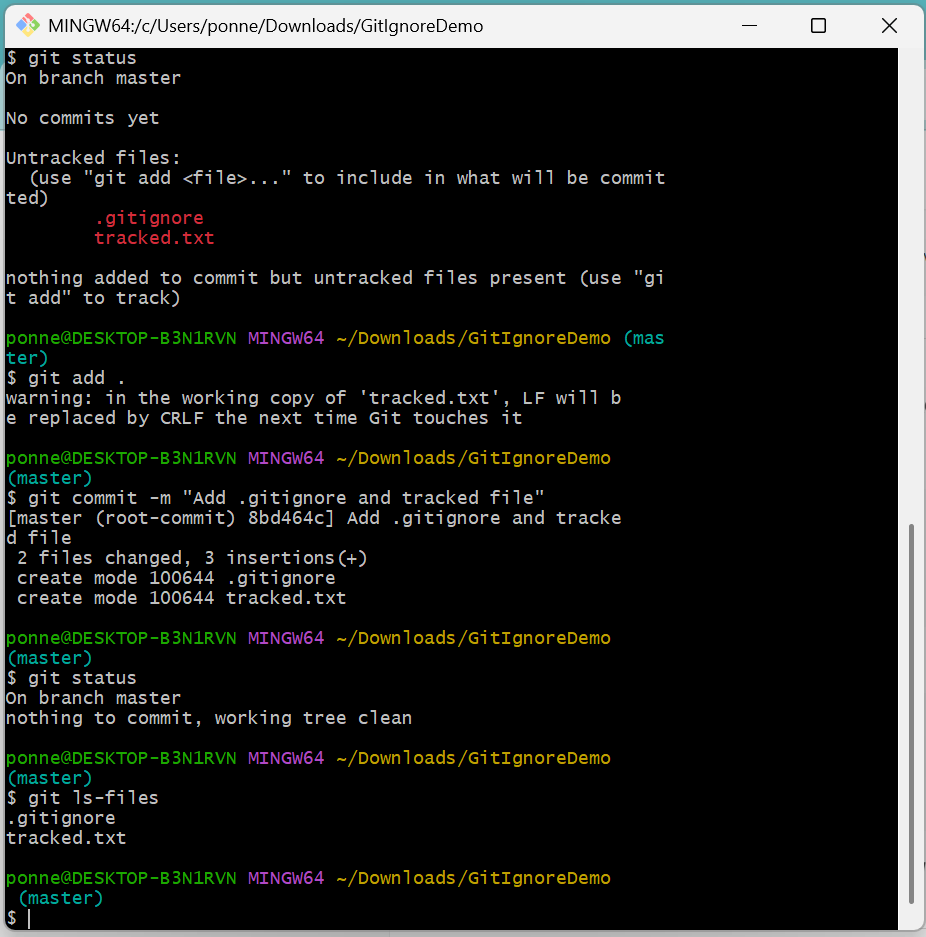 MINGW64:/c/Users/ponne/Downloads/GitIgnoreDemo
$ git status
On branch master
No commits yet
Untracked files:
(use "git add <file>..." to include in what will be commit
ted)
.gitignore
tracked.txt
nothing added to commit but untracked files present (use "gi
t add" to track)
ponne@DESKTOP-B3N1RVN MINGW64 ~/Downloads/GitIgnoreDemo (mas
ter)
$ git add .
warning: in the working copy of 'tracked.txt', LF will b
e replaced by CRLF the next time Git touches it
ponne@DESKTOP-B3N1RVN MINGW64 ~/Downloads/GitIgnoreDemo
(master)
$ git commit -m "Add .gitignore and tracked file"
[master (root-commit) 8bd464c] Add .gitignore and tracke
d file
2 files changed, 3 insertions(+)
create mode 100644 .gitignore
create mode 100644 tracked.txt
ponne@DESKTOP-B3N1RVN MINGW64 ~/Downloads/GitIgnoreDemo
(master)
$ git status
On branch master
nothing to commit, working tree clean
ponne@DESKTOP-B3N1RVN MINGW64 ~/Downloads/GitIgnoreDemo
(master)
$ git ls-files
.gitignore
tracked.txt
ponne@DESKTOP-B3N1RVN MINGW64 ~/Downloads/GitIgnoreDemo
(master)
$